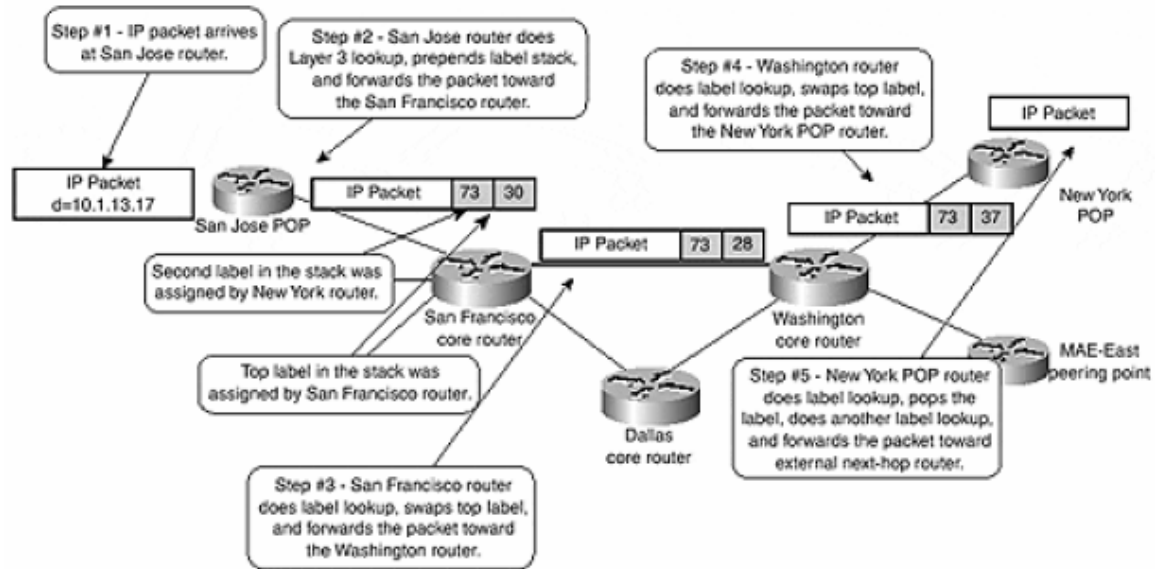 Step #1 - IP packet arrives
at San Jose router.
Step #2 - San Jose router does
Layer 3 lookup, prepends label stack,
and forwards the packet toward
the San Francisco router.
Step #4 - Washington router
does label lookup, swaps top label,
and forwards the packet toward
the New York POP router.
IP Packet
IP Packet
d=10.1.13.17
San Jose POP
IP Packet 73 30
New York
POP
IP Packet 73 37
IP Packet 73 28
Second label in the stack was
assigned by New York router.
San Francisco
core router
Washington
core router
Top label in the stack was
assigned by San Francisco router.
MAE-East
peering point
Dallas
core router
Step #5 - New York POP router
does label lookup, pops the
label, does another label lookup,
and forwards the packet toward
external next-hop router.
Step #3 - San Francisco router
does label lookup, swaps top label,
and forwards the packet toward
the Washington router.